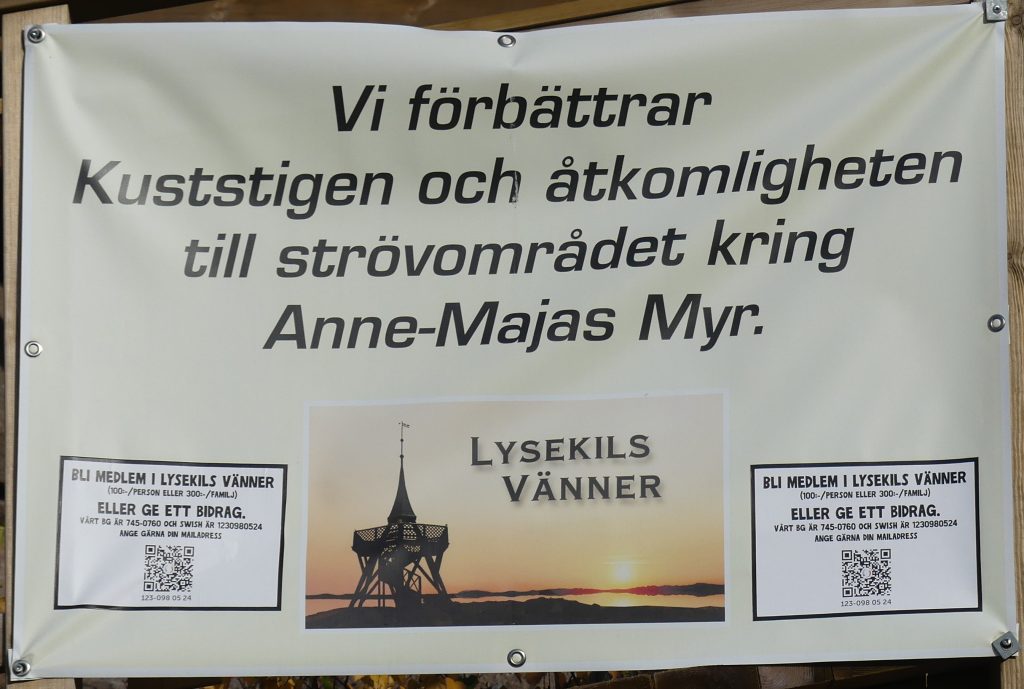 Vi förbättrar
Kuststigen och åtkomligheten
till strövområdet kring
Anne-Majas Myr.
LYSEKILS
VÄNNER
BLI MEDLEM I LYSEKILS VÄNNER
(100:-/PERSON ELLER 300:-/FAMILJ)
ELLER GE ETT BIDRAG.
VÅRT BG ÄR 745-0760 OCH SWISH ÄR 1230980524
ANGE GÄRNA DIN MAILADRESS
123-098 05 24
BLI MEDLEM I LYSEKILS VÄNNER
(100:-/PERSON ELLER 300:-/FAMILJ)
ELLER GE ETT BIDRAG.
VÅRT BG ÄR 745-0760 OCH SWISH ÄR 1230980524
ANGE GÄRNA DIN MAILADRESS
123-098 05 24